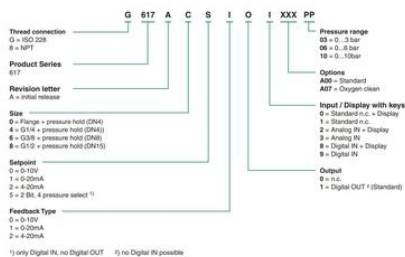 G 617 A C S I O I XXX PP
Thread connection
G = ISO 228
8 = NPT
Product Series
617
Revision letter
A = initial release
Size
0 = Flange + pressure hold (DN4)
4 = G1/4 + pressure hold (DN4))
6 = G3/8 + pressure hold (DN8)
8 = G1/2 + pressure hold (DN15)
Setpoint
0 = 0-10V
1 = 0-20mA
2 = 4-20mA
5 = 2 Bit, 4 pressure select ¹⁾
Feedback Type
0 = 0-10V
1 = 0-20mA
2 = 4-20mA
Pressure range
03 = 0...3 bar
06 = 0...6 bar
10 = 0...10bar
Options
A00 = Standard
A07 = Oxygen clean
Input / Display with keys
0 = Standard n.c. + Display
1 = Standard n.c.
2 = Analog IN + Display
3 = Analog IN
8 = Digital IN + Display
9 = Digital IN
Output
0 = n.c.
1 = Digital OUT ²⁾ (Standard)
¹⁾ only Digital IN, no Digital OUT ²⁾ no Digital IN possible